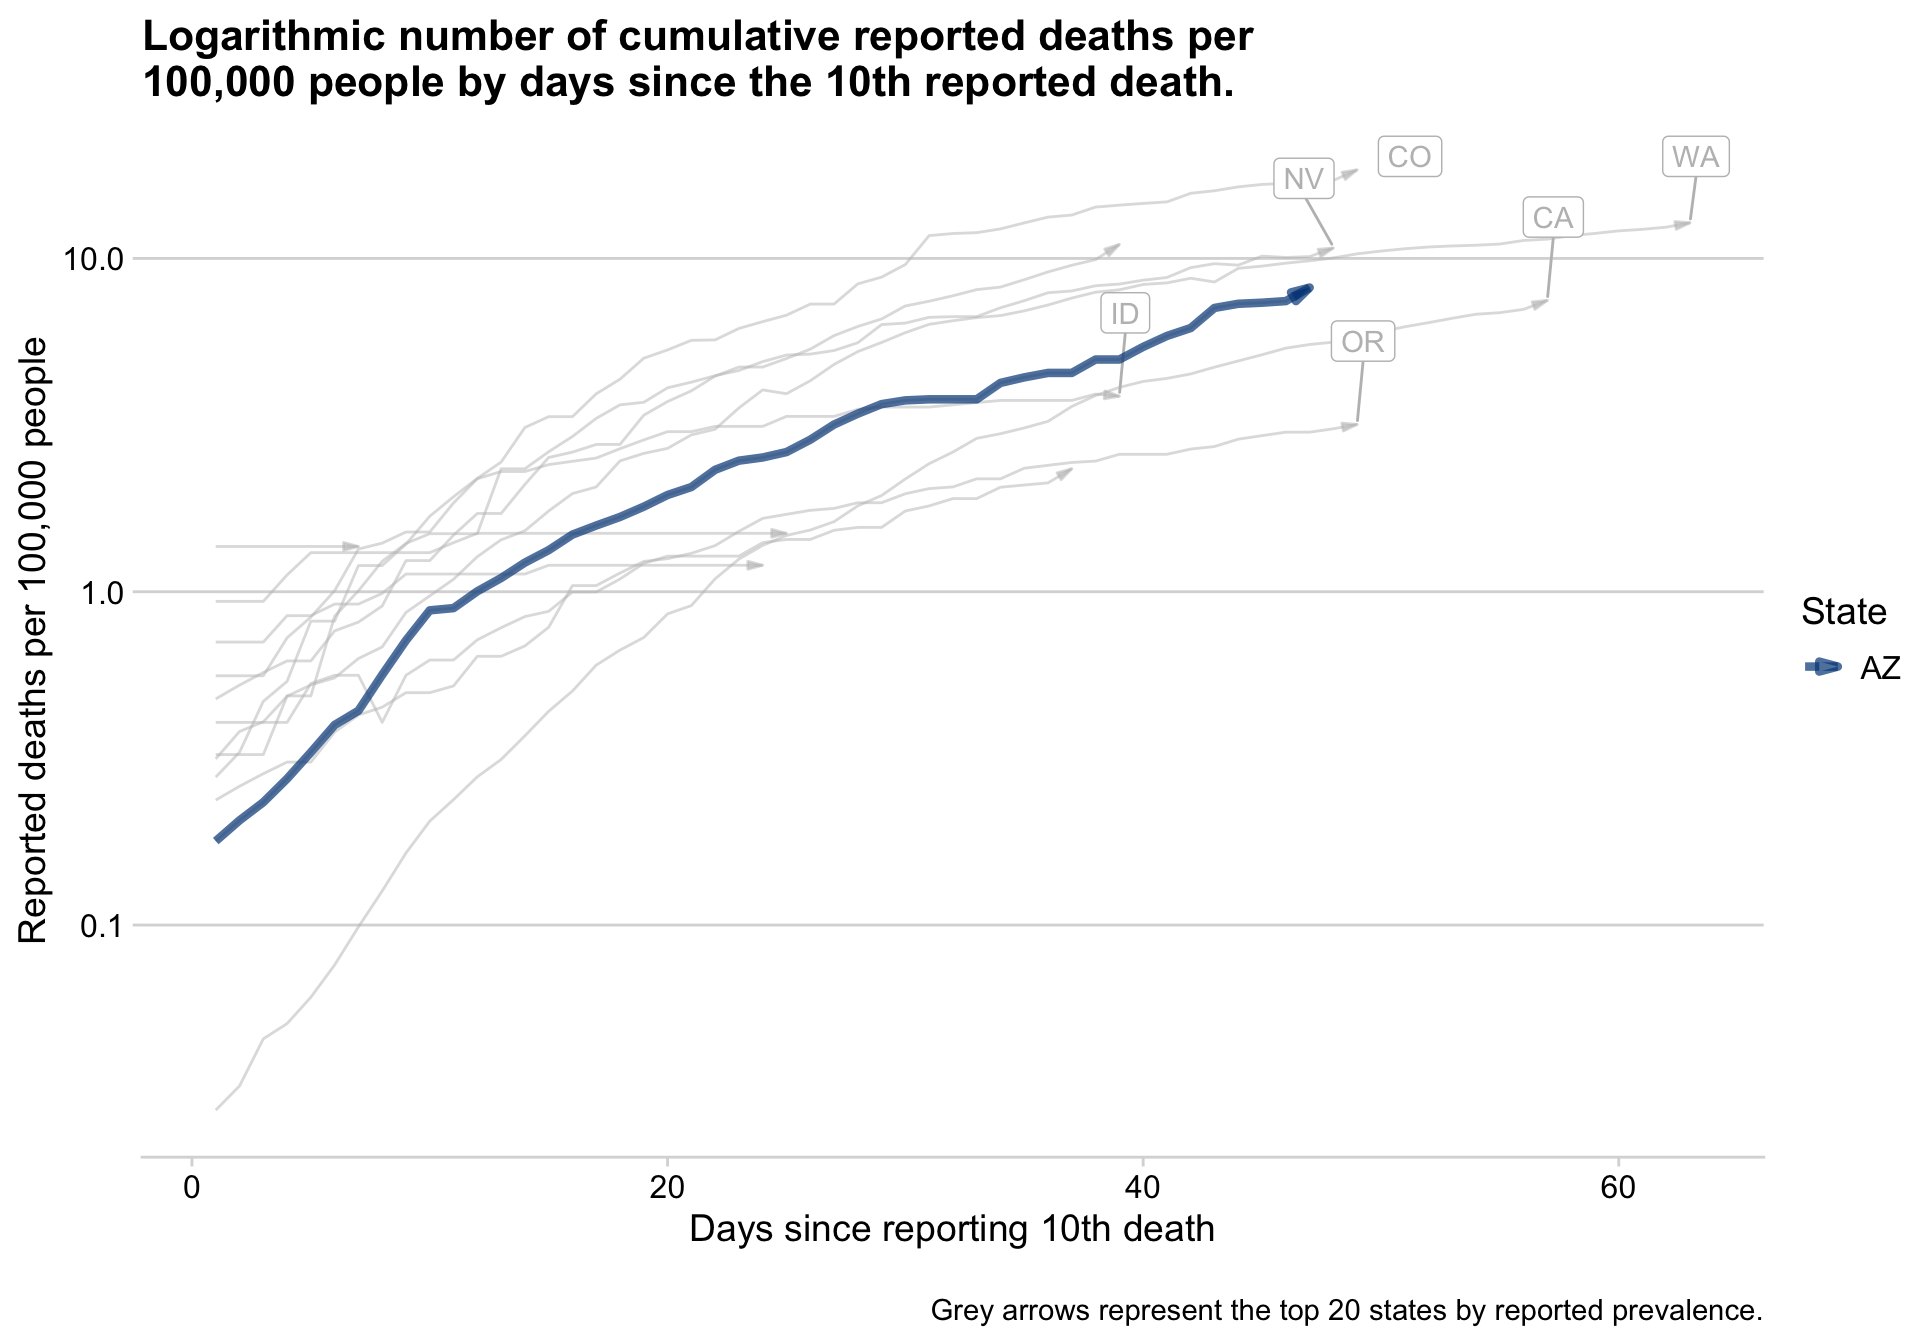 Logarithmic number of cumulative reported deaths per
100,000 people by days since the 10th reported death.
CO
WA
NV
CA
ID
OR
10.0
1.0
0.1
Reported deaths per 100,000 people
State
AZ
0
20
40
60
Days since reporting 10th death
Grey arrows represent the top 20 states by reported prevalence.